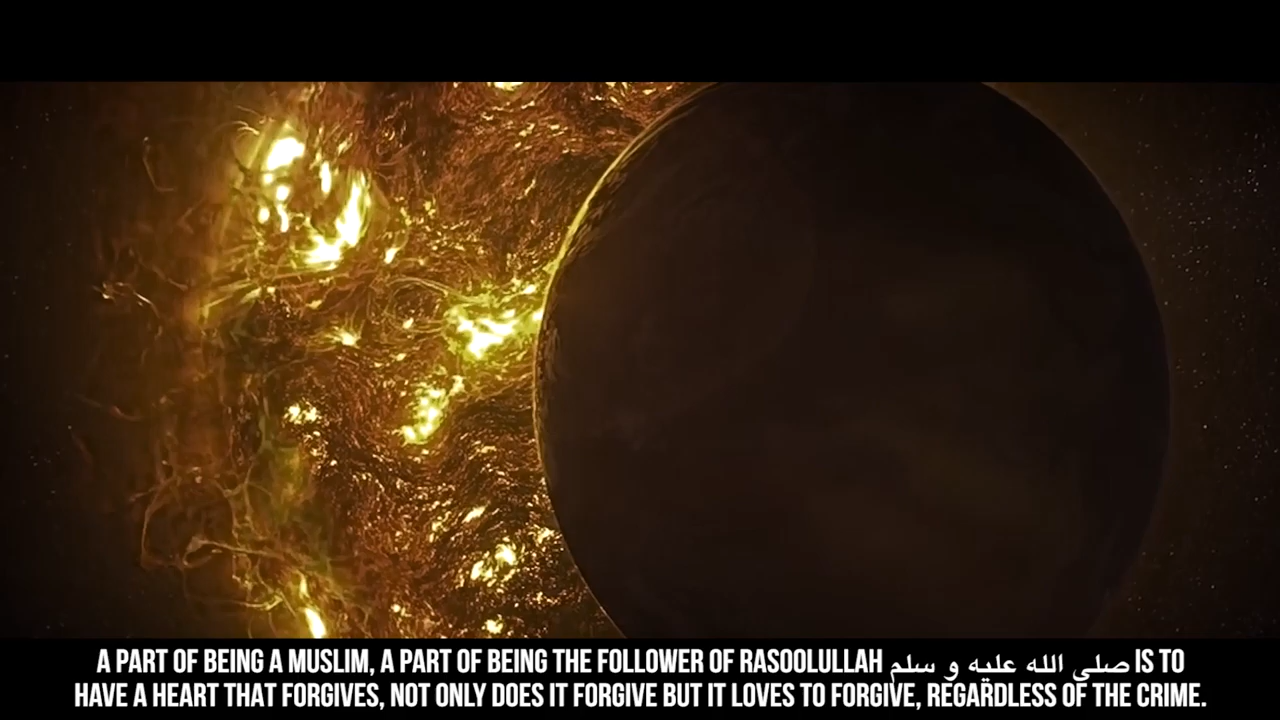 A PART OF BEING A MUSLIM, A PART OF BEING THE FOLLOWER OF RASOOLULLAH صلى الله عليه و سلم IS TO
HAVE A HEART THAT FORGIVES, NOT ONLY DOES IT FORGIVE BUT IT LOVES TO FORGIVE, REGARDLESS OF THE CRIME.